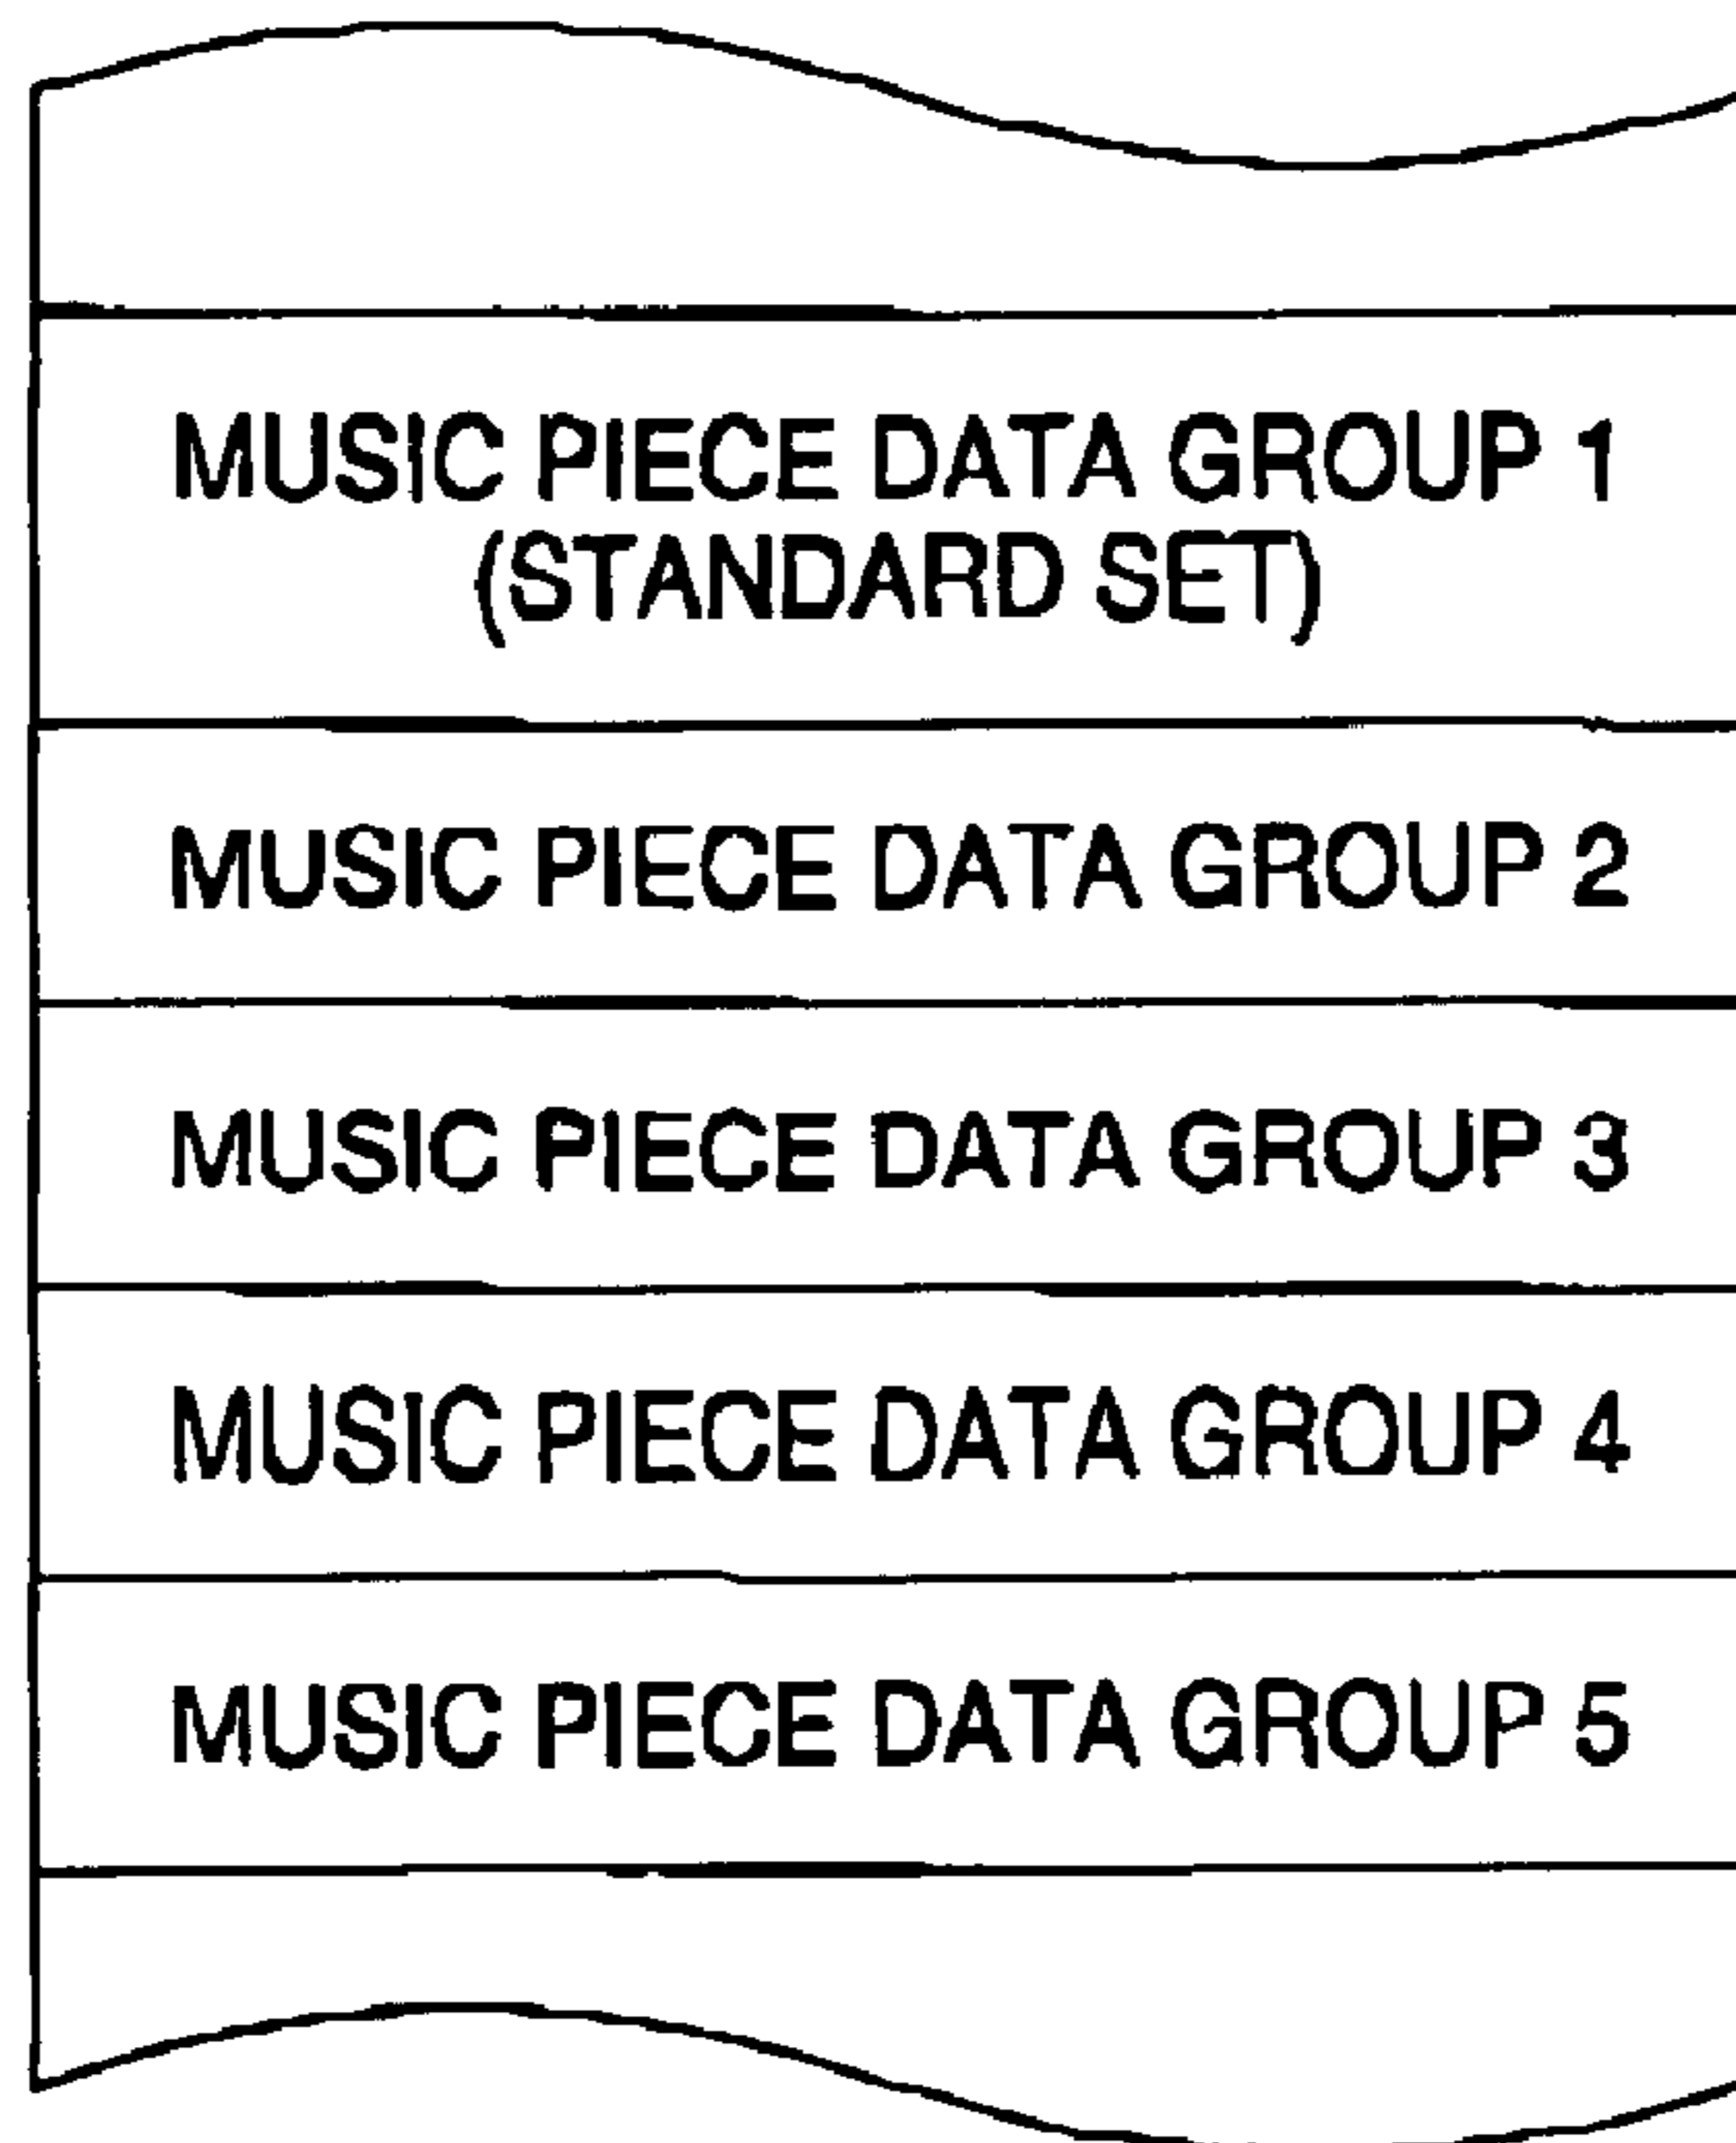 MUSIC PIECE DATA GROUP 1
(STANDARD SET)
MUSIC PIECE DATA GROUP 2
MUSIC PIECE DATA GROUP 3
MUSIC PIECE DATA GROUP 4
MUSIC PIECE DATA GROUP 5